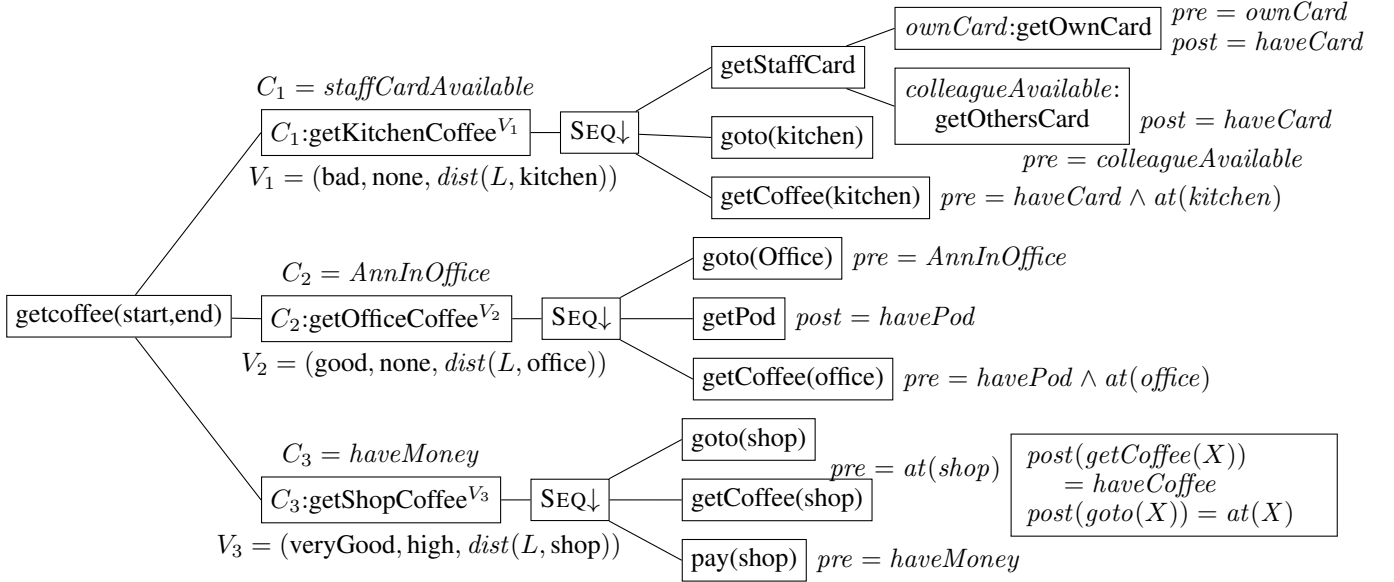 ownCard:getOwnCard pre = ownCard
post = haveCard
getStaffCard
C₁ = staffCardAvailable
colleagueAvailable:
getOthersCard post = haveCard
C₁:getKitchenCoffee^V₁ SEQ↓ goto(kitchen)
pre = colleagueAvailable
V₁ = (bad, none, dist(L, kitchen))
getCoffee(kitchen) pre = haveCard ∧ at(kitchen)
goto(Office) pre = AnnInOffice
C₂ = AnnInOffice
getcoffee(start,end) C₂:getOfficeCoffee^V₂ SEQ↓ getPod post = havePod
V₂ = (good, none, dist(L, office))
getCoffee(office) pre = havePod ∧ at(office)
goto(shop)
C₃ = haveMoney
pre = at(shop)
C₃:getShopCoffee^V₃ SEQ↓ getCoffee(shop)
V₃ = (veryGood, high, dist(L, shop))
pay(shop) pre = haveMoney
post(getCoffee(X))
= haveCoffee
post(goto(X)) = at(X)